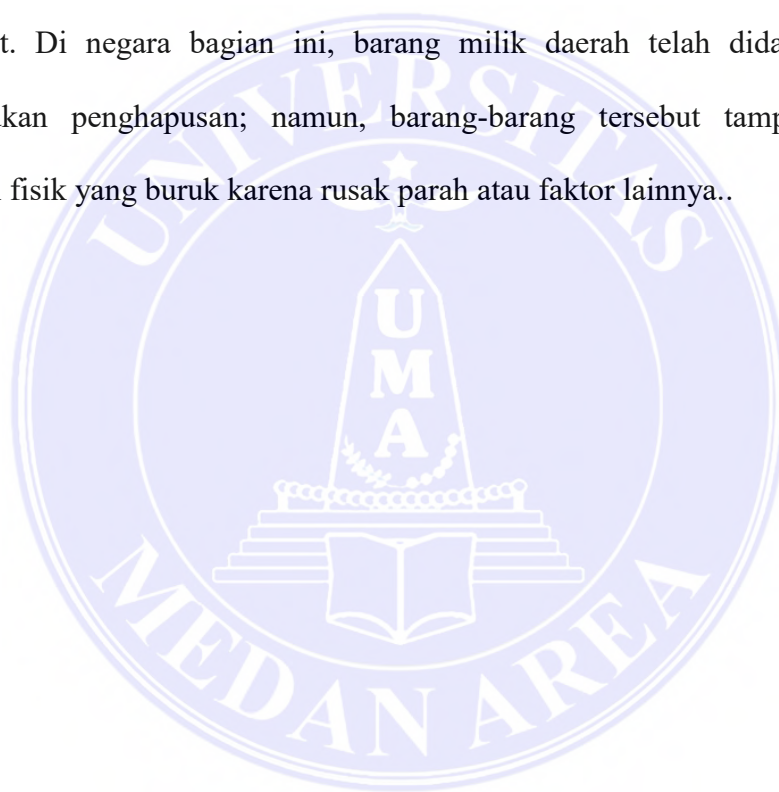 t. Di negara bagian ini, barang milik daerah telah dida
kan penghapusan; namun, barang-barang tersebut tamp
fisik yang buruk karena rusak parah atau faktor lainnya..
UNIVERSITAS
U
M
A
MEDAN AREA